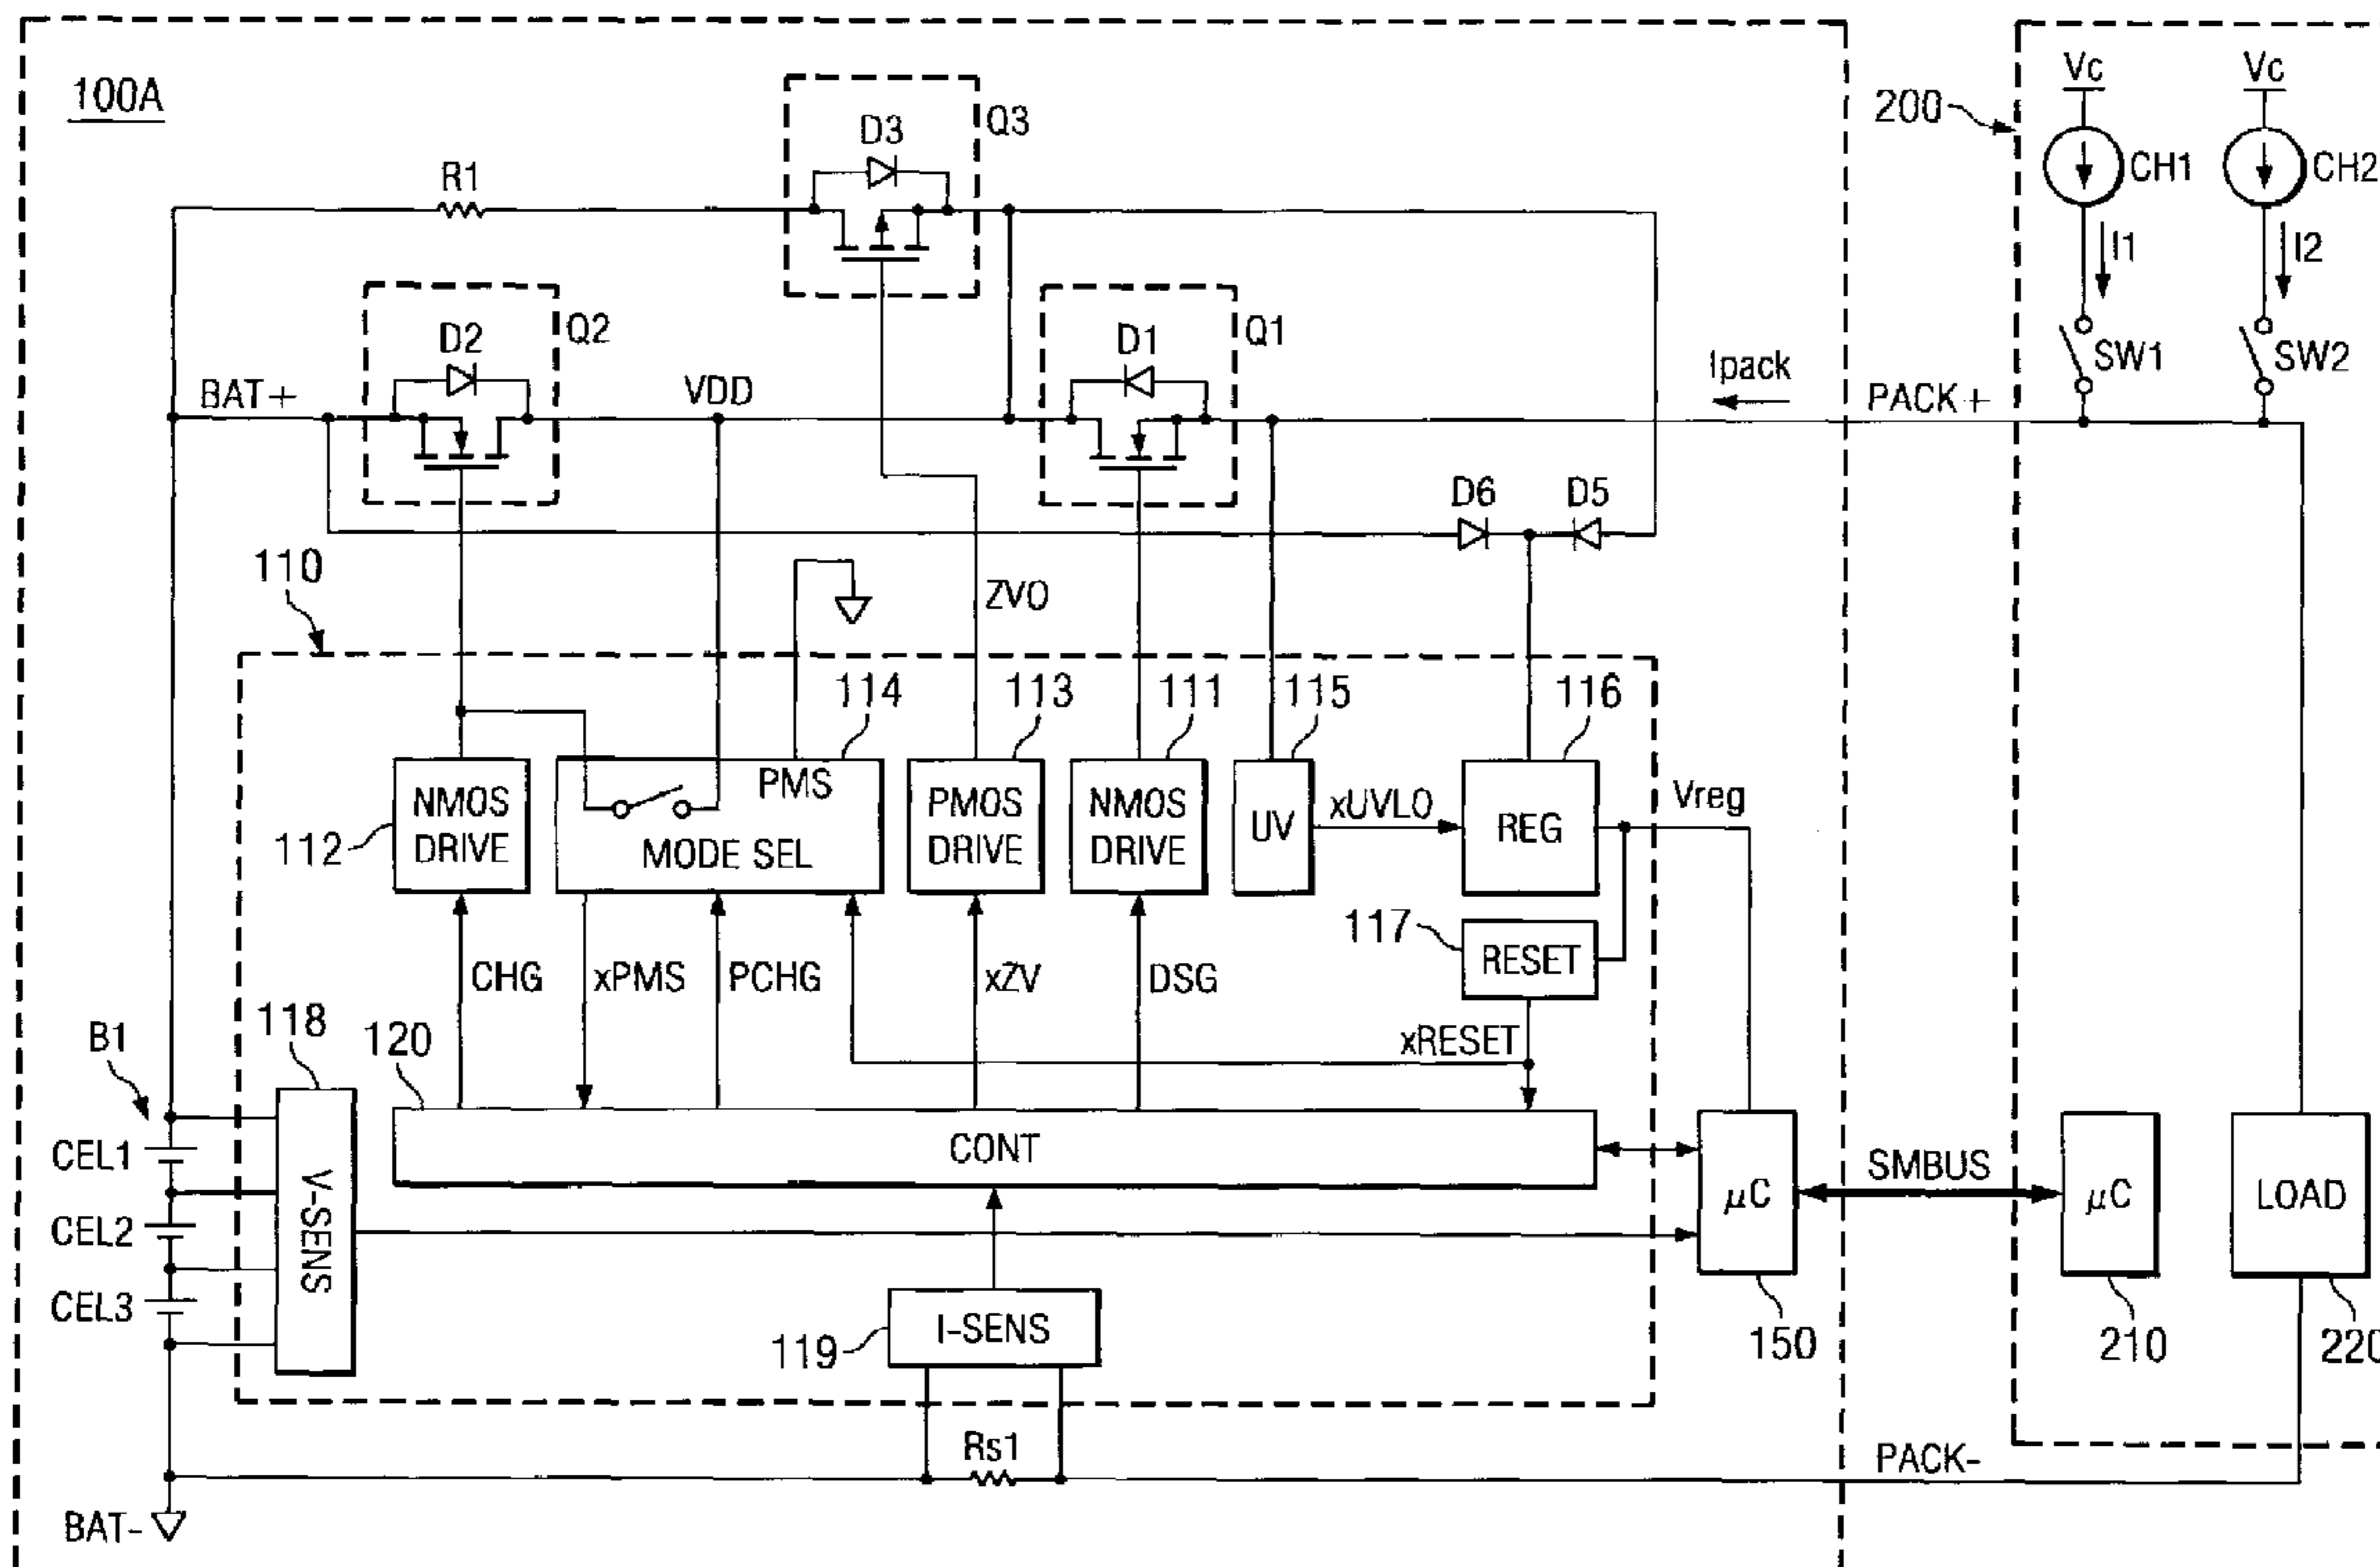 100A
Q3
D3
R1
200
Vc
Vc
CH1
CH2
I1
I2
SW1
SW2
D2
Q2
D1
Q1
BAT+
VDD
Ipack
PACK+
D6
D5
110
ZVO
114
113
111
115
116
NMOS
DRIVE
112
PMS
MODE SEL
PMOS
DRIVE
NMOS
DRIVE
UV
xUVLO
REG
Vreg
117
RESET
CHG
xPMS
PCHG
xZV
DSG
xRESET
B1
118
120
CEL1
CEL2
CEL3
V-SENS
CONT
μC
SMBUS
μC
LOAD
I-SENS
119
150
210
220
Rs1
PACK-
BAT-